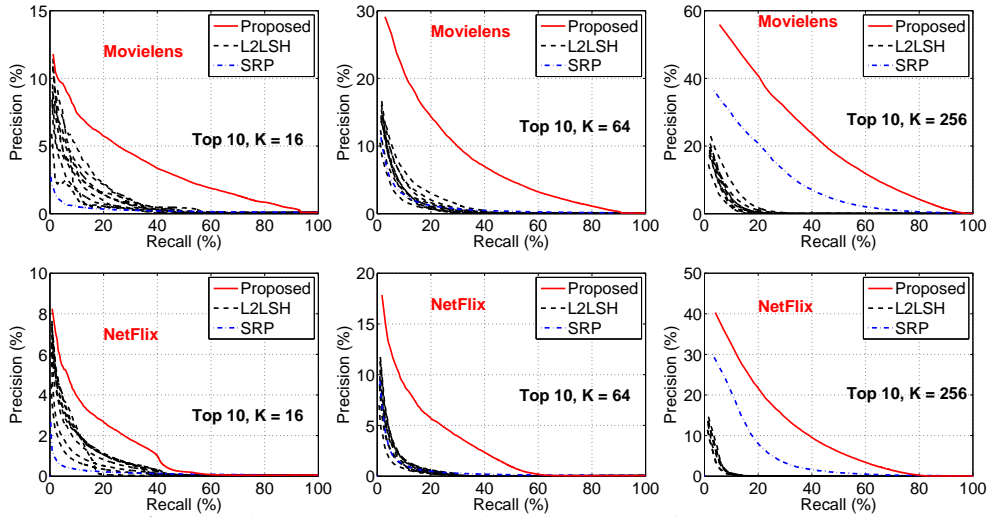 15
10
5
0
Precision (%)
Movielens
Proposed
L2LSH
SRP
Top 10, K = 16
0 20 40 60 80 100
Recall (%)
30
20
10
0
Precision (%)
Movielens
Proposed
L2LSH
SRP
Top 10, K = 64
0 20 40 60 80 100
Recall (%)
60
40
20
0
Precision (%)
Movielens
Proposed
L2LSH
SRP
Top 10, K = 256
0 20 40 60 80 100
Recall (%)
8
6
4
2
0
Precision (%)
NetFlix
Proposed
L2LSH
SRP
Top 10, K = 16
0 20 40 60 80 100
Recall (%)
20
15
10
5
0
Precision (%)
NetFlix
Proposed
L2LSH
SRP
Top 10, K = 64
0 20 40 60 80 100
Recall (%)
50
40
30
20
10
0
Precision (%)
NetFlix
Proposed
L2LSH
SRP
Top 10, K = 256
0 20 40 60 80 100
Recall (%)